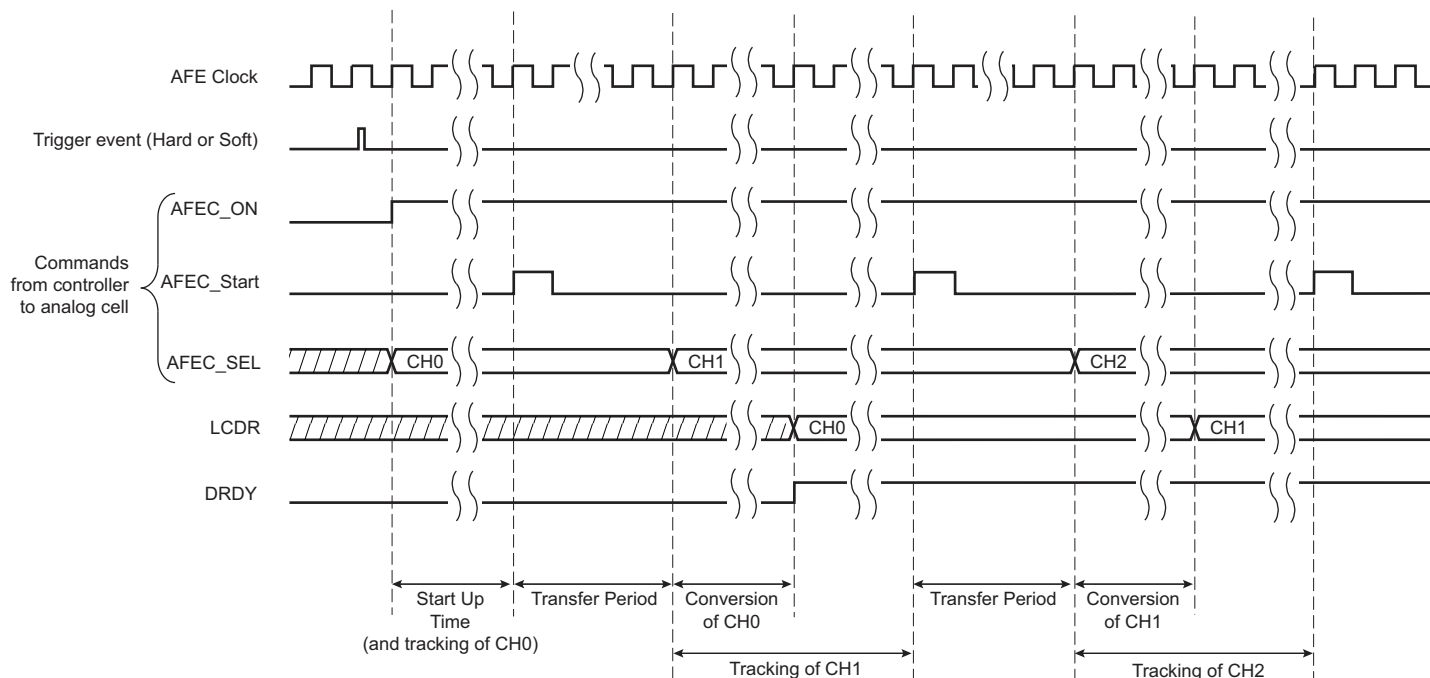 AFE Clock
Trigger event (Hard or Soft)
AFEC_ON
Commands
from controller
to analog cell
AFEC_Start
AFEC_SEL
CH0
CH1
CH2
LCDR
CH0
CH1
DRDY
Start Up
Time
(and tracking of CH0)
Transfer Period
Conversion
of CH0
Transfer Period
Conversion
of CH1
Tracking of CH1
Tracking of CH2